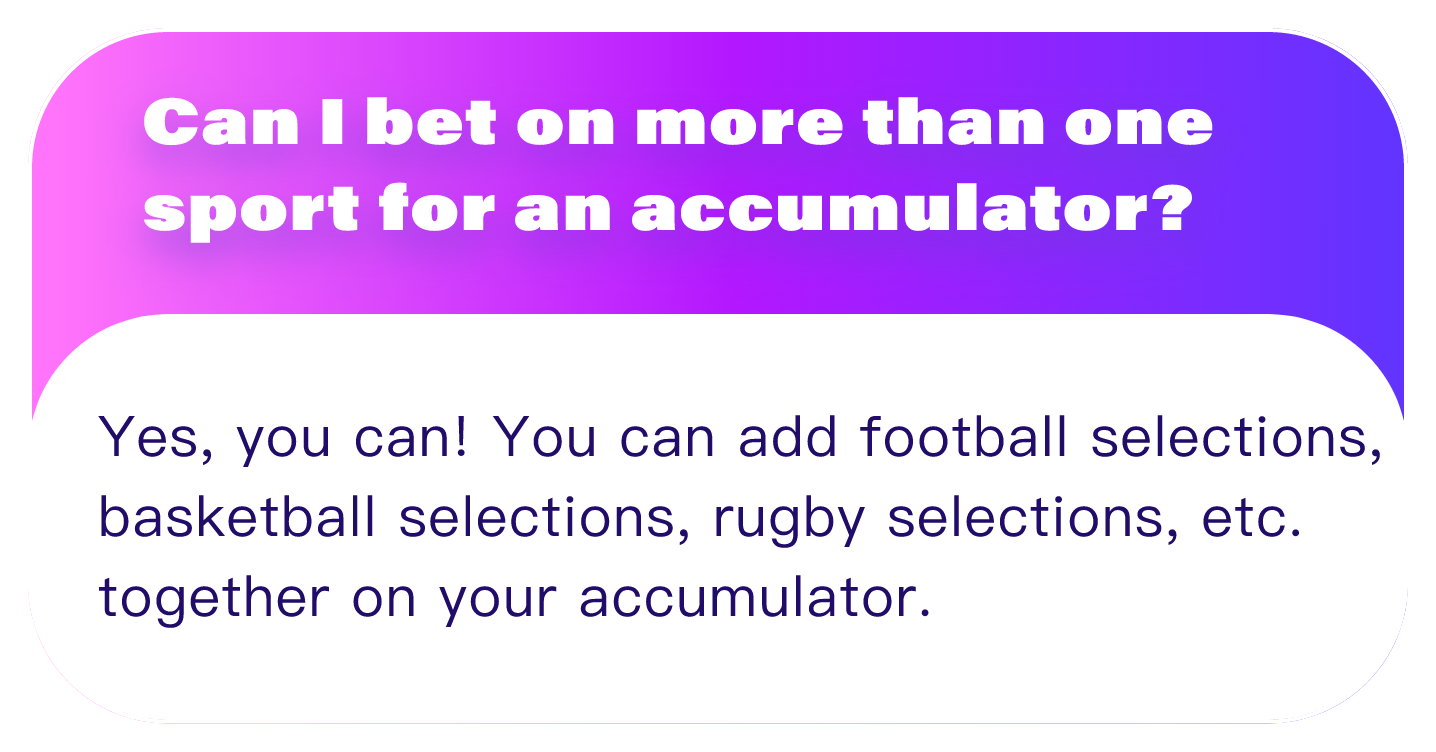 Can I bet on more than one
sport for an accumulator?
Yes, you can! You can add football selections,
basketball selections, rugby selections, etc.
together on your accumulator.